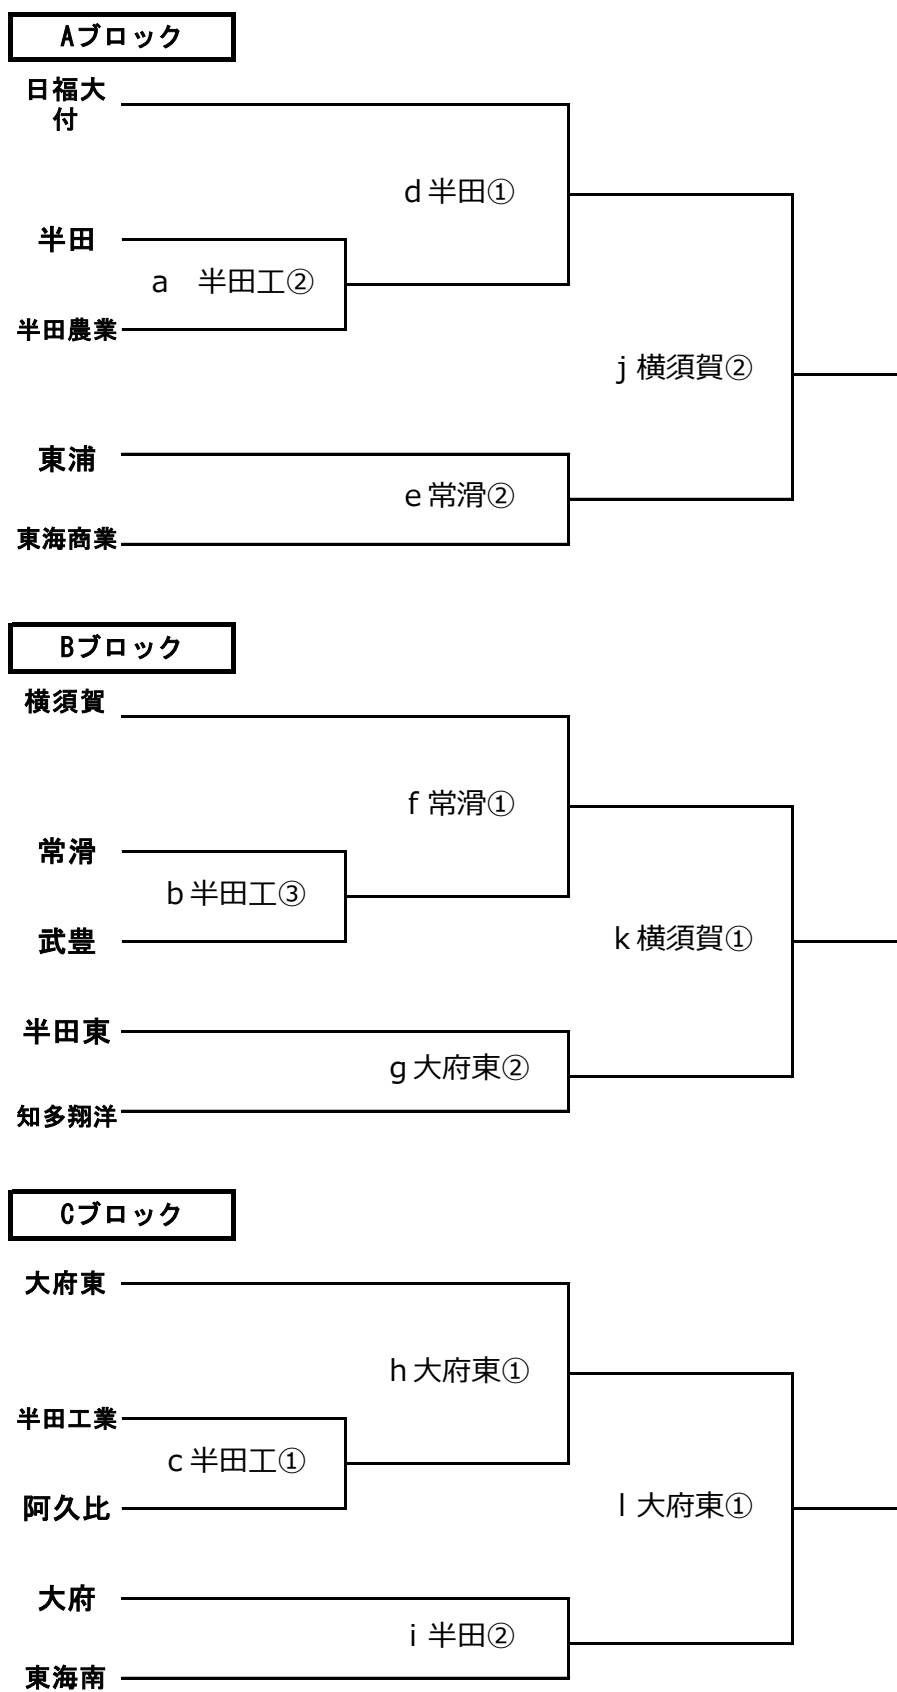 Aブロック
日福大
付
d 半田①
半田
a　半田工②
半田農業
j 横須賀②
東浦
e 常滑②
東海商業
Bブロック
横須賀
f 常滑①
常滑
b 半田工③
武豊
k 横須賀①
半田東
g 大府東②
知多翔洋
Cブロック
大府東
h 大府東①
半田工業
c 半田工①
阿久比
l 大府東①
大府
i 半田②
東海南